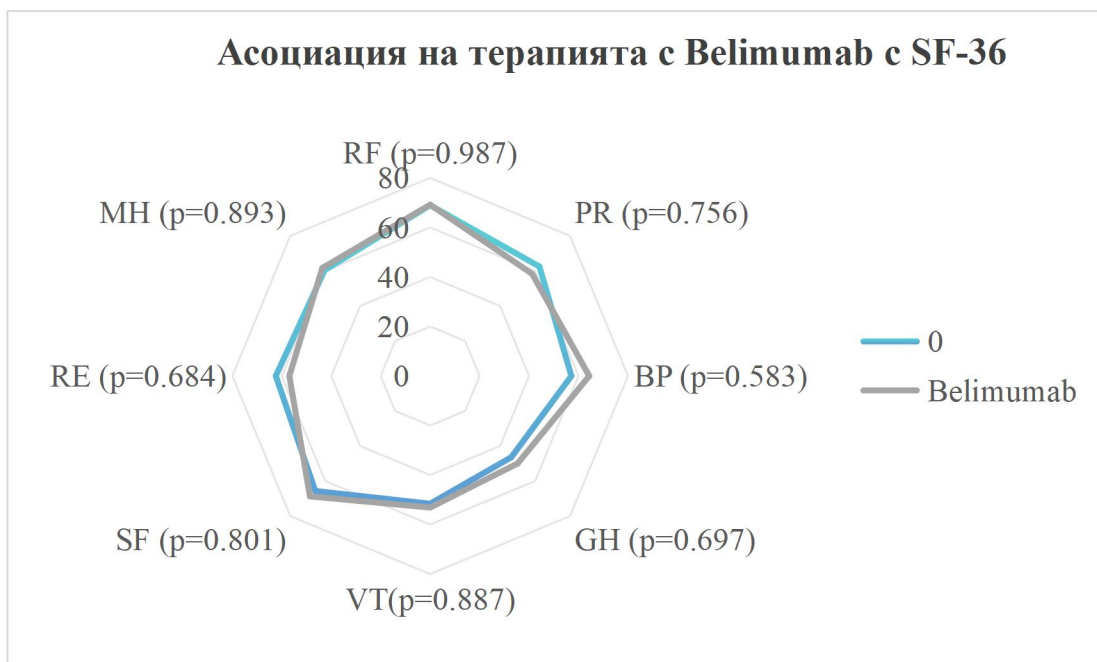 Асоциация на терапията с Belimumab с SF-36
RF (p=0.987)
PR (p=0.756)
BP (p=0.583)
GH (p=0.697)
VT(p=0.887)
SF (p=0.801)
RE (p=0.684)
MH (p=0.893)
80
60
40
20
0
0
Belimumab